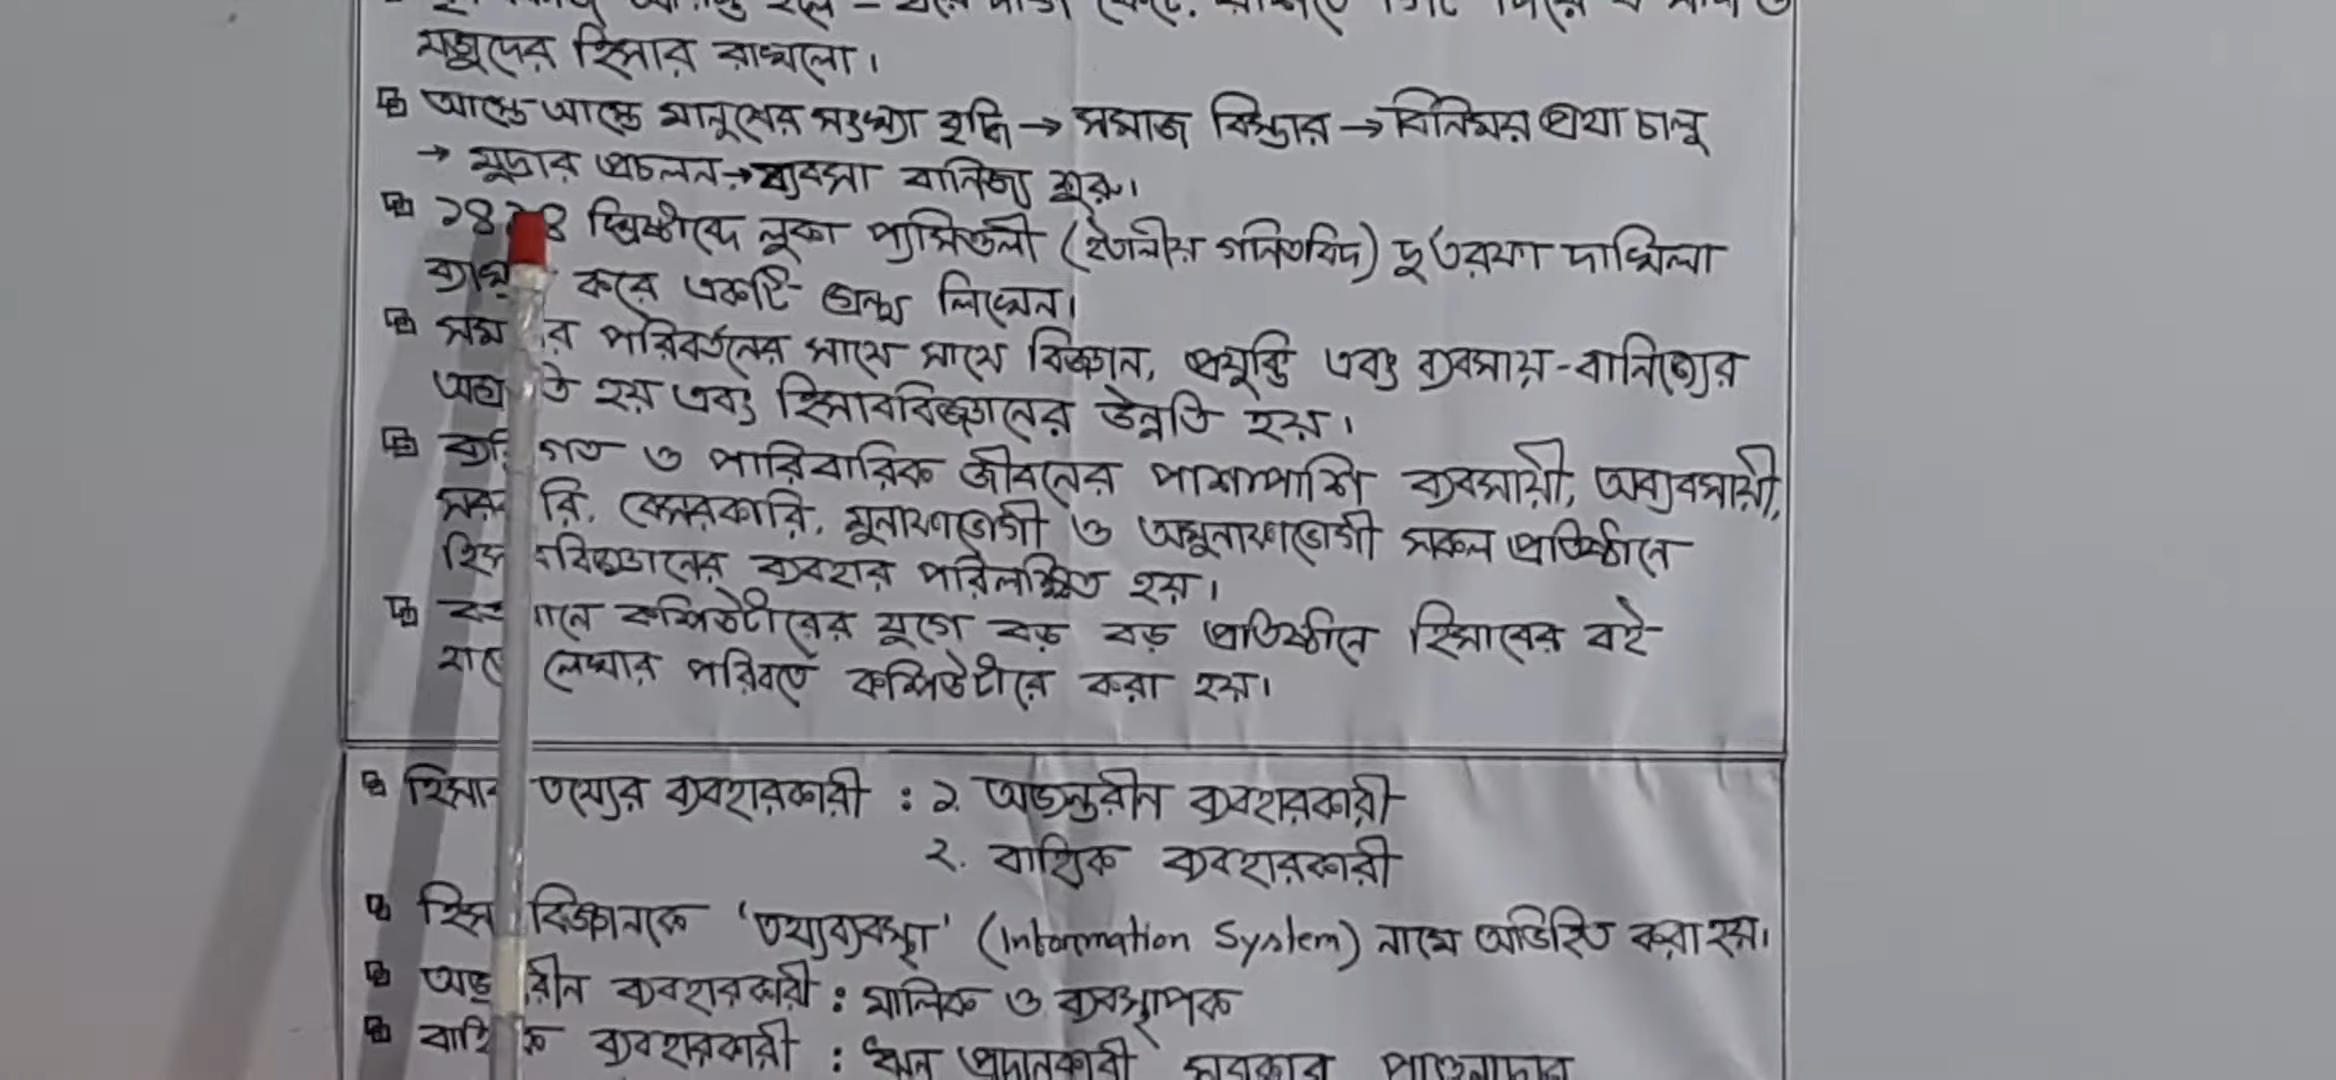 মজুদের হিসাব রাখলো।
আস্তে আস্তে মানুষের সংখ্যা বৃদ্ধি → সমাজ বিস্তার → বিনিময় প্রথা চালু
→ মুদ্রার প্রচলন → ব্যবসা বানিজ্য শুরু।
খ্রিষ্টাব্দে লুকা প্যাসিওলী (ইতালীয় গনিতবিদ) দুতরফা দাখিলা
করে একটি গ্রন্থ লিখেন।
পরিবর্তনের সাথে সাথে বিজ্ঞান, প্রযুক্তি এবং ব্যবসায়-বানিজ্যের
হয় এবং হিসাববিজ্ঞানের উন্নতি হয়।
ও পারিবারিক জীবনের পাশাপাশি ব্যবসায়ী, অব্যবসায়ী,
বেসরকারি, মুনাফাভোগী ও অমুনাফাভোগী সকল প্রতিষ্ঠানে
ব্যবহার পরিলক্ষিত হয়।
কম্পিউটারের যুগে বড় বড় প্রতিষ্ঠানে হিসাবের বই
লেখার পরিবর্তে কম্পিউটারে করা হয়।
হিসাব তথ্যের ব্যবহারকারী : ১. অভ্যন্তরীন ব্যবহারকারী
২. বাহ্যিক ব্যবহারকারী
'তথ্যব্যবস্থা' (Information System) নামে অভিহিত করা হয়।
ব্যবহারকারী : মালিক ও ব্যবস্থাপক
ব্যবহারকারী : ঋন প্রদানকারী সরকার পাওনাদার